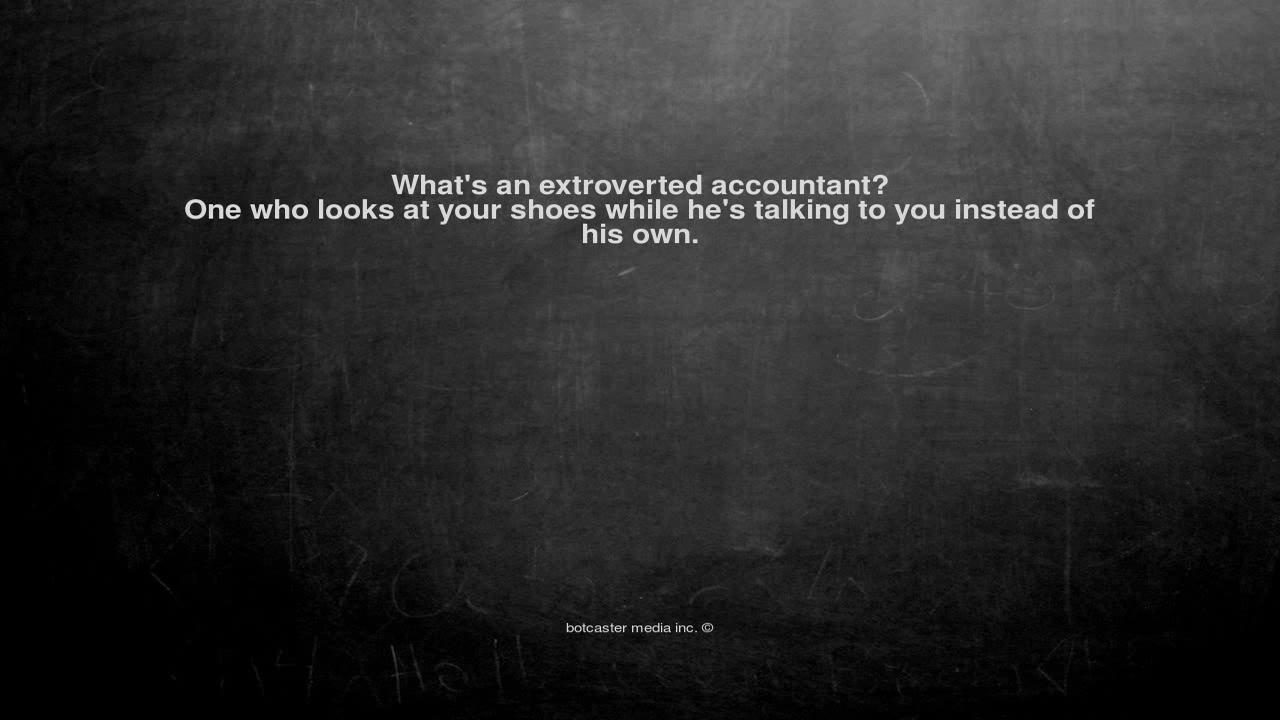 What's an extroverted accountant?
One who looks at your shoes while he's talking to you instead of
his own.
botcaster media inc. ©